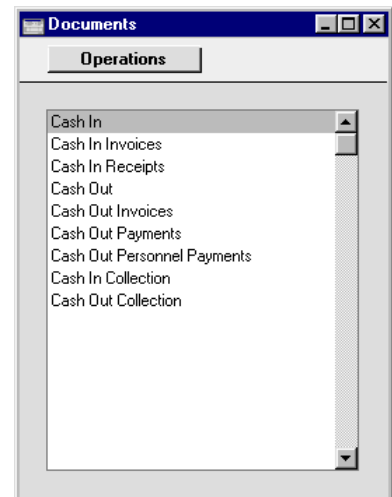 Documents
Operations
Cash In
Cash In Invoices
Cash In Receipts
Cash Out
Cash Out Invoices
Cash Out Payments
Cash Out Personnel Payments
Cash In Collection
Cash Out Collection